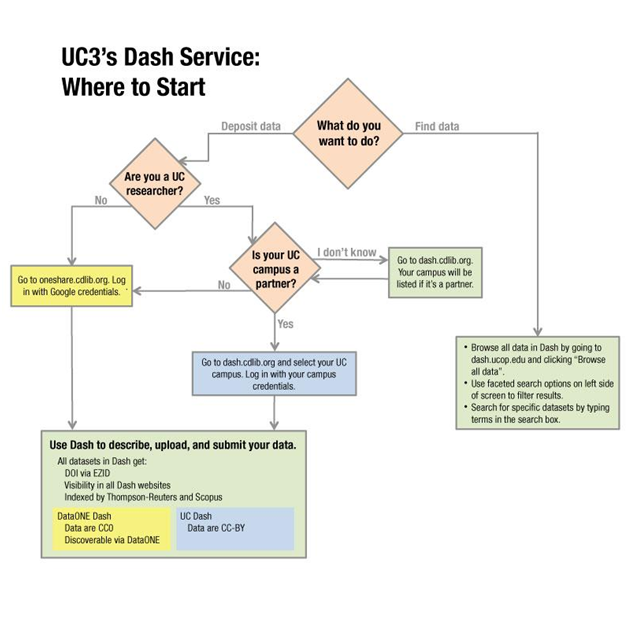 UC3's Dash Service:
Where to Start
What do you
want to do?
Deposit data
Find data
Are you a UC
researcher?
No
Yes
Is your UC
campus a
partner?
I don't know
Go to dash.cdlib.org.
Your campus will be
listed if it's a partner.
No
Go to oneshare.cdlib.org. Log
in with Google credentials.
Yes
Go to dash.cdlib.org and select your UC
campus. Log in with your campus
credentials.
• Browse all data in Dash by going to
dash.ucop.edu and clicking "Browse
all data".
• Use faceted search options on left side
of screen to filter results.
• Search for specific datasets by typing
terms in the search box.
Use Dash to describe, upload, and submit your data.
All datasets in Dash get:
DOI via EZID
Visibility in all Dash websites
Indexed by Thompson-Reuters and Scopus
DataONE Dash
Data are CC0
Discoverable via DataONE
UC Dash
Data are CC-BY